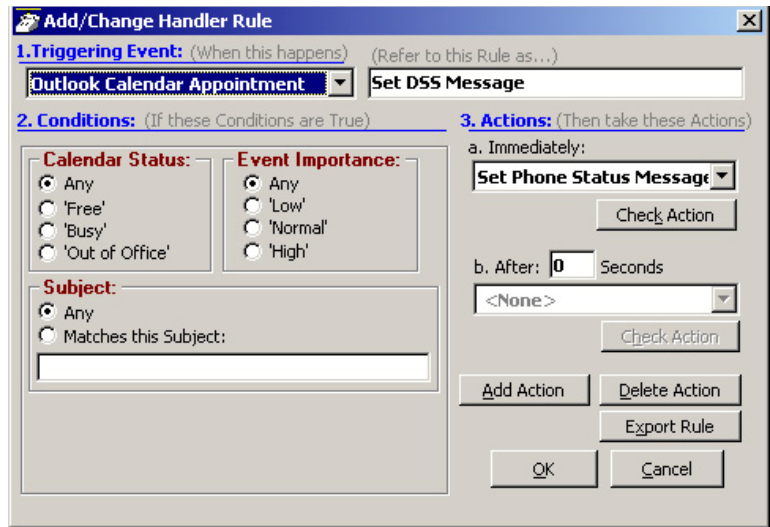 Add/Change Handler Rule
1.Triggering Event: (When this happens)
(Refer to this Rule as...)
Outlook Calendar Appointment
Set DSS Message
2. Conditions: (If these Conditions are True)
Calendar Status:
Any
'Free'
'Busy'
'Out of Office'
Event Importance:
Any
'Low'
'Normal'
'High'
Subject:
Any
Matches this Subject:
3. Actions: (Then take these Actions)
a. Immediately:
Set Phone Status Message
Check Action
b. After: 0 Seconds
<None>
Check Action
Add Action
Delete Action
Export Rule
OK
Cancel